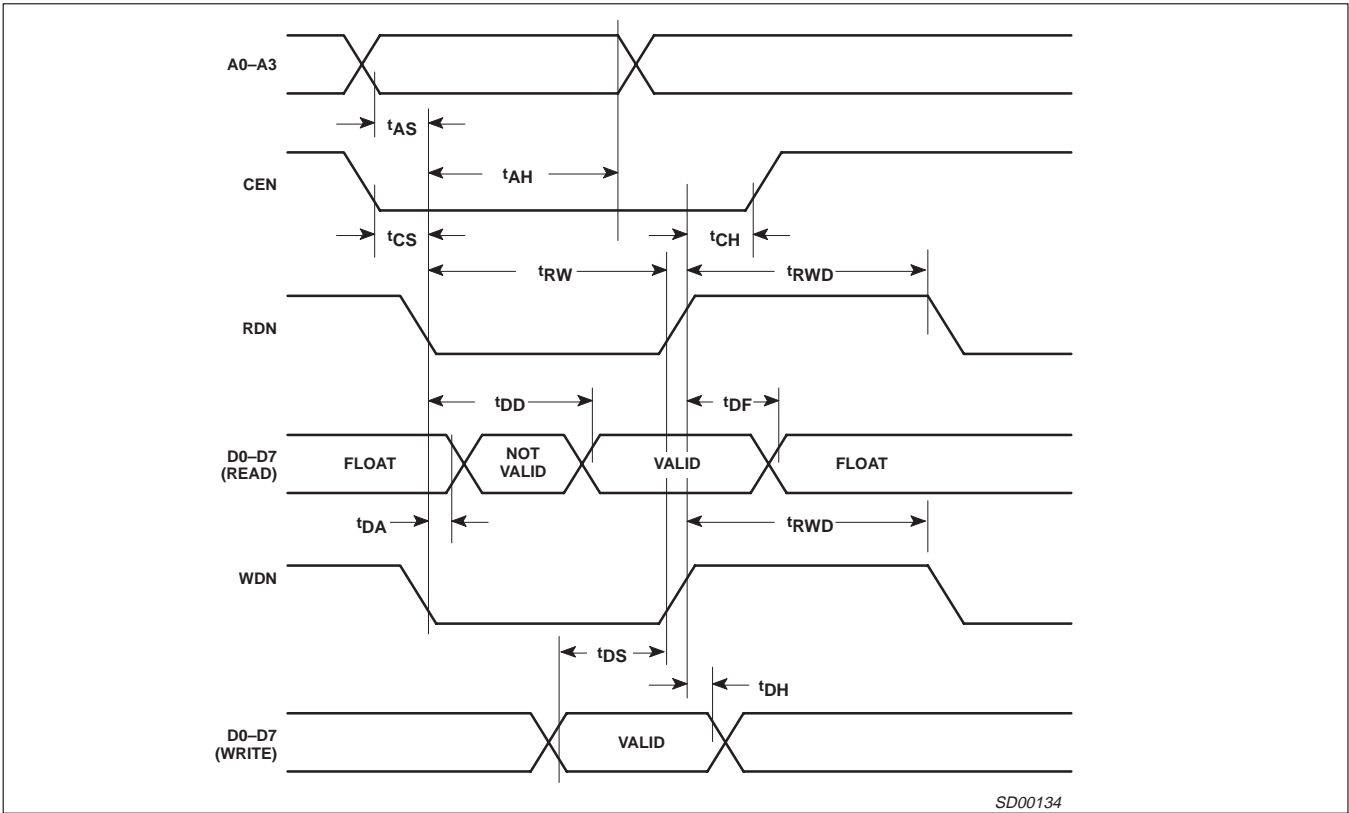 A0–A3
tAS
CEN
tAH
tCS
tCH
tRW
tRWD
RDN
tDD
tDF
D0–D7
(READ)
FLOAT
NOT
VALID
VALID
FLOAT
tDA
tRWD
WDN
tDS
tDH
D0–D7
(WRITE)
VALID
SD00134